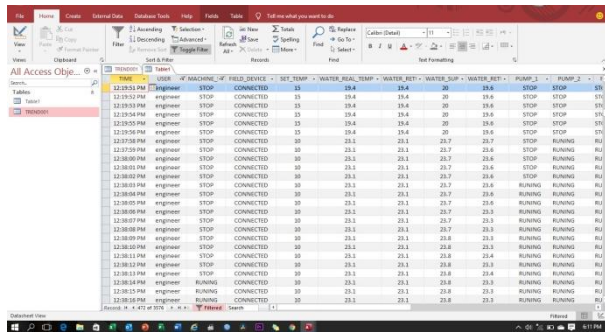 File Home Create External Data Database Tools Help Fields Table Tell me what you want to do
View Paste Cut Copy Format Painter Filter Ascending Descending Remove Sort Selection Advanced Toggle Filter Refresh All New Save Delete Totals Spelling More Find Replace Go To Select Calibri (Detail) 11
Views Clipboard Sort & Filter Records Find Text Formatting
All Access Obje... TRENDD01 Table1
Search...
Tables
Table1
TRENDD01
TIME USER MACHINE_ FIELD_DEVICE SET_TEMP WATER_REAL_TEMP WATER_RETI WATER_SUP WATER_RETI PUMP_1 PUMP_2
12:19:51 PM engineer STOP CONNECTED 15 19.4 19.4 20 19.6 STOP STOP
12:19:52 PM engineer STOP CONNECTED 15 19.4 19.4 20 19.6 STOP STOP
12:19:53 PM engineer STOP CONNECTED 15 19.4 19.4 20 19.6 STOP STOP
12:19:54 PM engineer STOP CONNECTED 15 19.4 19.4 20 19.6 STOP STOP
12:19:55 PM engineer STOP CONNECTED 15 19.4 19.4 20 19.6 STOP STOP
12:19:56 PM engineer STOP CONNECTED 15 19.4 19.4 20 19.6 STOP STOP
12:37:58 PM engineer STOP CONNECTED 10 23.1 23.1 23.7 23.7 STOP RUNING
12:37:59 PM engineer STOP CONNECTED 10 23.1 23.1 23.7 23.6 STOP RUNING
12:38:00 PM engineer STOP CONNECTED 10 23.1 23.1 23.7 23.6 STOP RUNING
12:38:01 PM engineer STOP CONNECTED 10 23.1 23.1 23.7 23.6 STOP RUNING
12:38:02 PM engineer STOP CONNECTED 10 23.1 23.1 23.7 23.6 STOP RUNING
12:38:03 PM engineer STOP CONNECTED 10 23.1 23.1 23.7 23.6 RUNING RUNING
12:38:04 PM engineer STOP CONNECTED 10 23.1 23.1 23.7 23.6 RUNING RUNING
12:38:05 PM engineer STOP CONNECTED 10 23.1 23.1 23.7 23.6 RUNING RUNING
12:38:06 PM engineer STOP CONNECTED 10 23.1 23.1 23.7 23.3 RUNING RUNING
12:38:07 PM engineer STOP CONNECTED 10 23.1 23.1 23.7 23.3 RUNING RUNING
12:38:08 PM engineer STOP CONNECTED 10 23.1 23.1 23.7 23.3 RUNING RUNING
12:38:09 PM engineer STOP CONNECTED 10 23.1 23.1 23.8 23.3 RUNING RUNING
12:38:10 PM engineer STOP CONNECTED 10 23.1 23.1 23.8 23.3 RUNING RUNING
12:38:11 PM engineer STOP CONNECTED 10 23.1 23.1 23.8 23.4 RUNING RUNING
12:38:12 PM engineer STOP CONNECTED 10 23.1 23.1 23.8 23.3 RUNING RUNING
12:38:13 PM engineer STOP CONNECTED 10 23.1 23.1 23.8 23.4 RUNING RUNING
12:38:14 PM engineer RUNING CONNECTED 10 23.1 23.1 23.8 23.3 RUNING RUNING
12:38:15 PM engineer RUNING CONNECTED 10 23.1 23.1 23.8 23.3 RUNING RUNING
12:38:16 PM engineer RUNING CONNECTED 10 23.1 23.1 23.8 23.3 RUNING RUNING
Record: 472 of 3076 Filtered Search
Datasheet View Filtered
6:11 PM